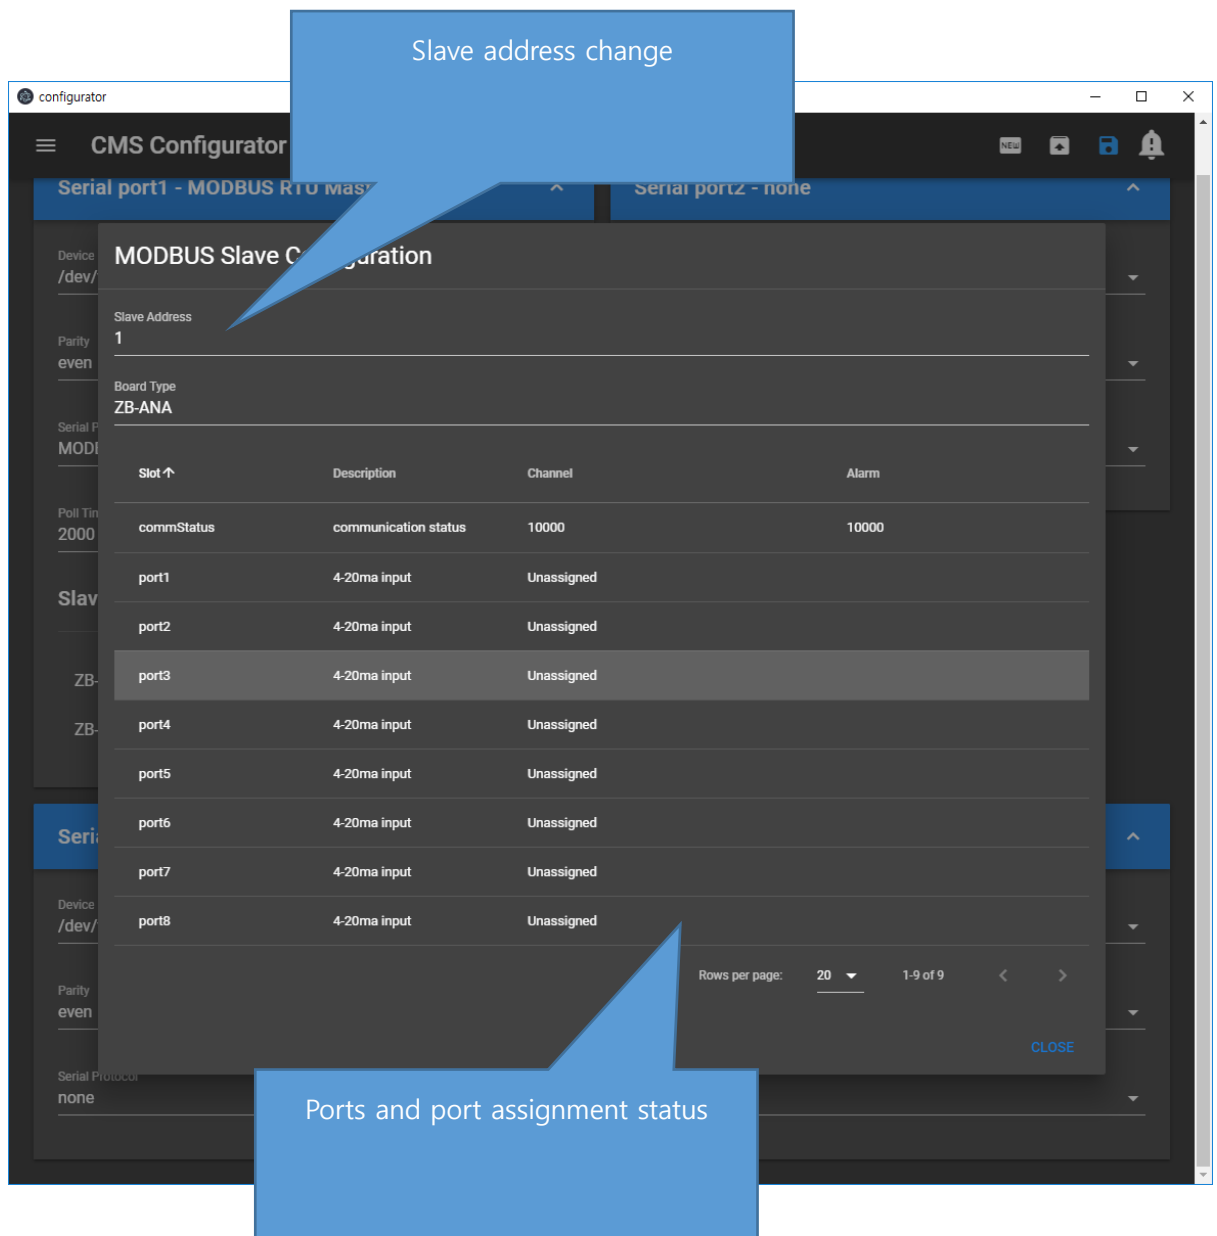 Slave address change
configurator
CMS Configurator
NEW
Serial port1 - MODBUS RTU Mas
Serial port2 - none
MODBUS Slave C
guration
Device
/dev/
Slave Address
1
Parity
even
Board Type
ZB-ANA
Serial P
MODE
Slot Description Channel Alarm
Poll Tim
2000
commStatus communication status 10000 10000
port1 4-20ma input Unassigned
Slav
port2 4-20ma input Unassigned
ZB-
port3 4-20ma input Unassigned
ZB-
port4 4-20ma input Unassigned
port5 4-20ma input Unassigned
Seria
port6 4-20ma input Unassigned
port7 4-20ma input Unassigned
Device
/dev/
port8 4-20ma input Unassigned
Rows per page: 20 1-9 of 9
Parity
even
CLOSE
Serial Protocol
none
Ports and port assignment status